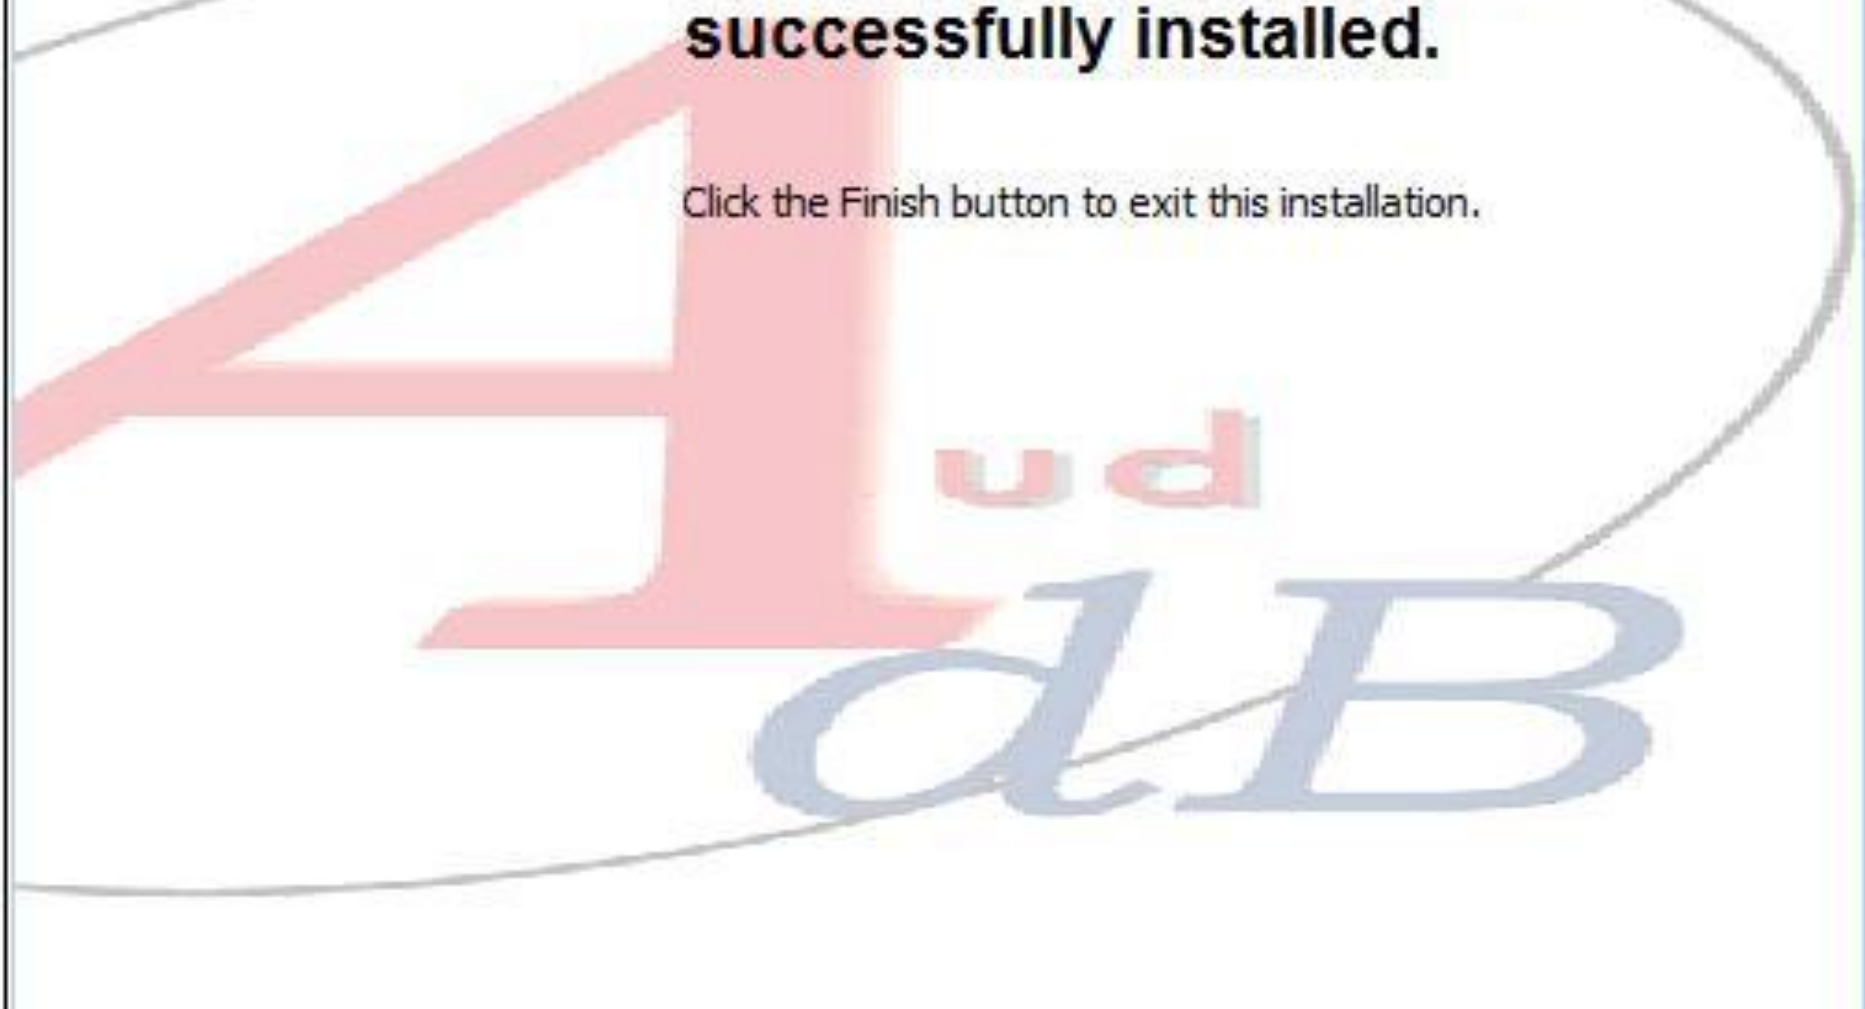 successfully installed.
Click the Finish button to exit this installation.
Aud
dB